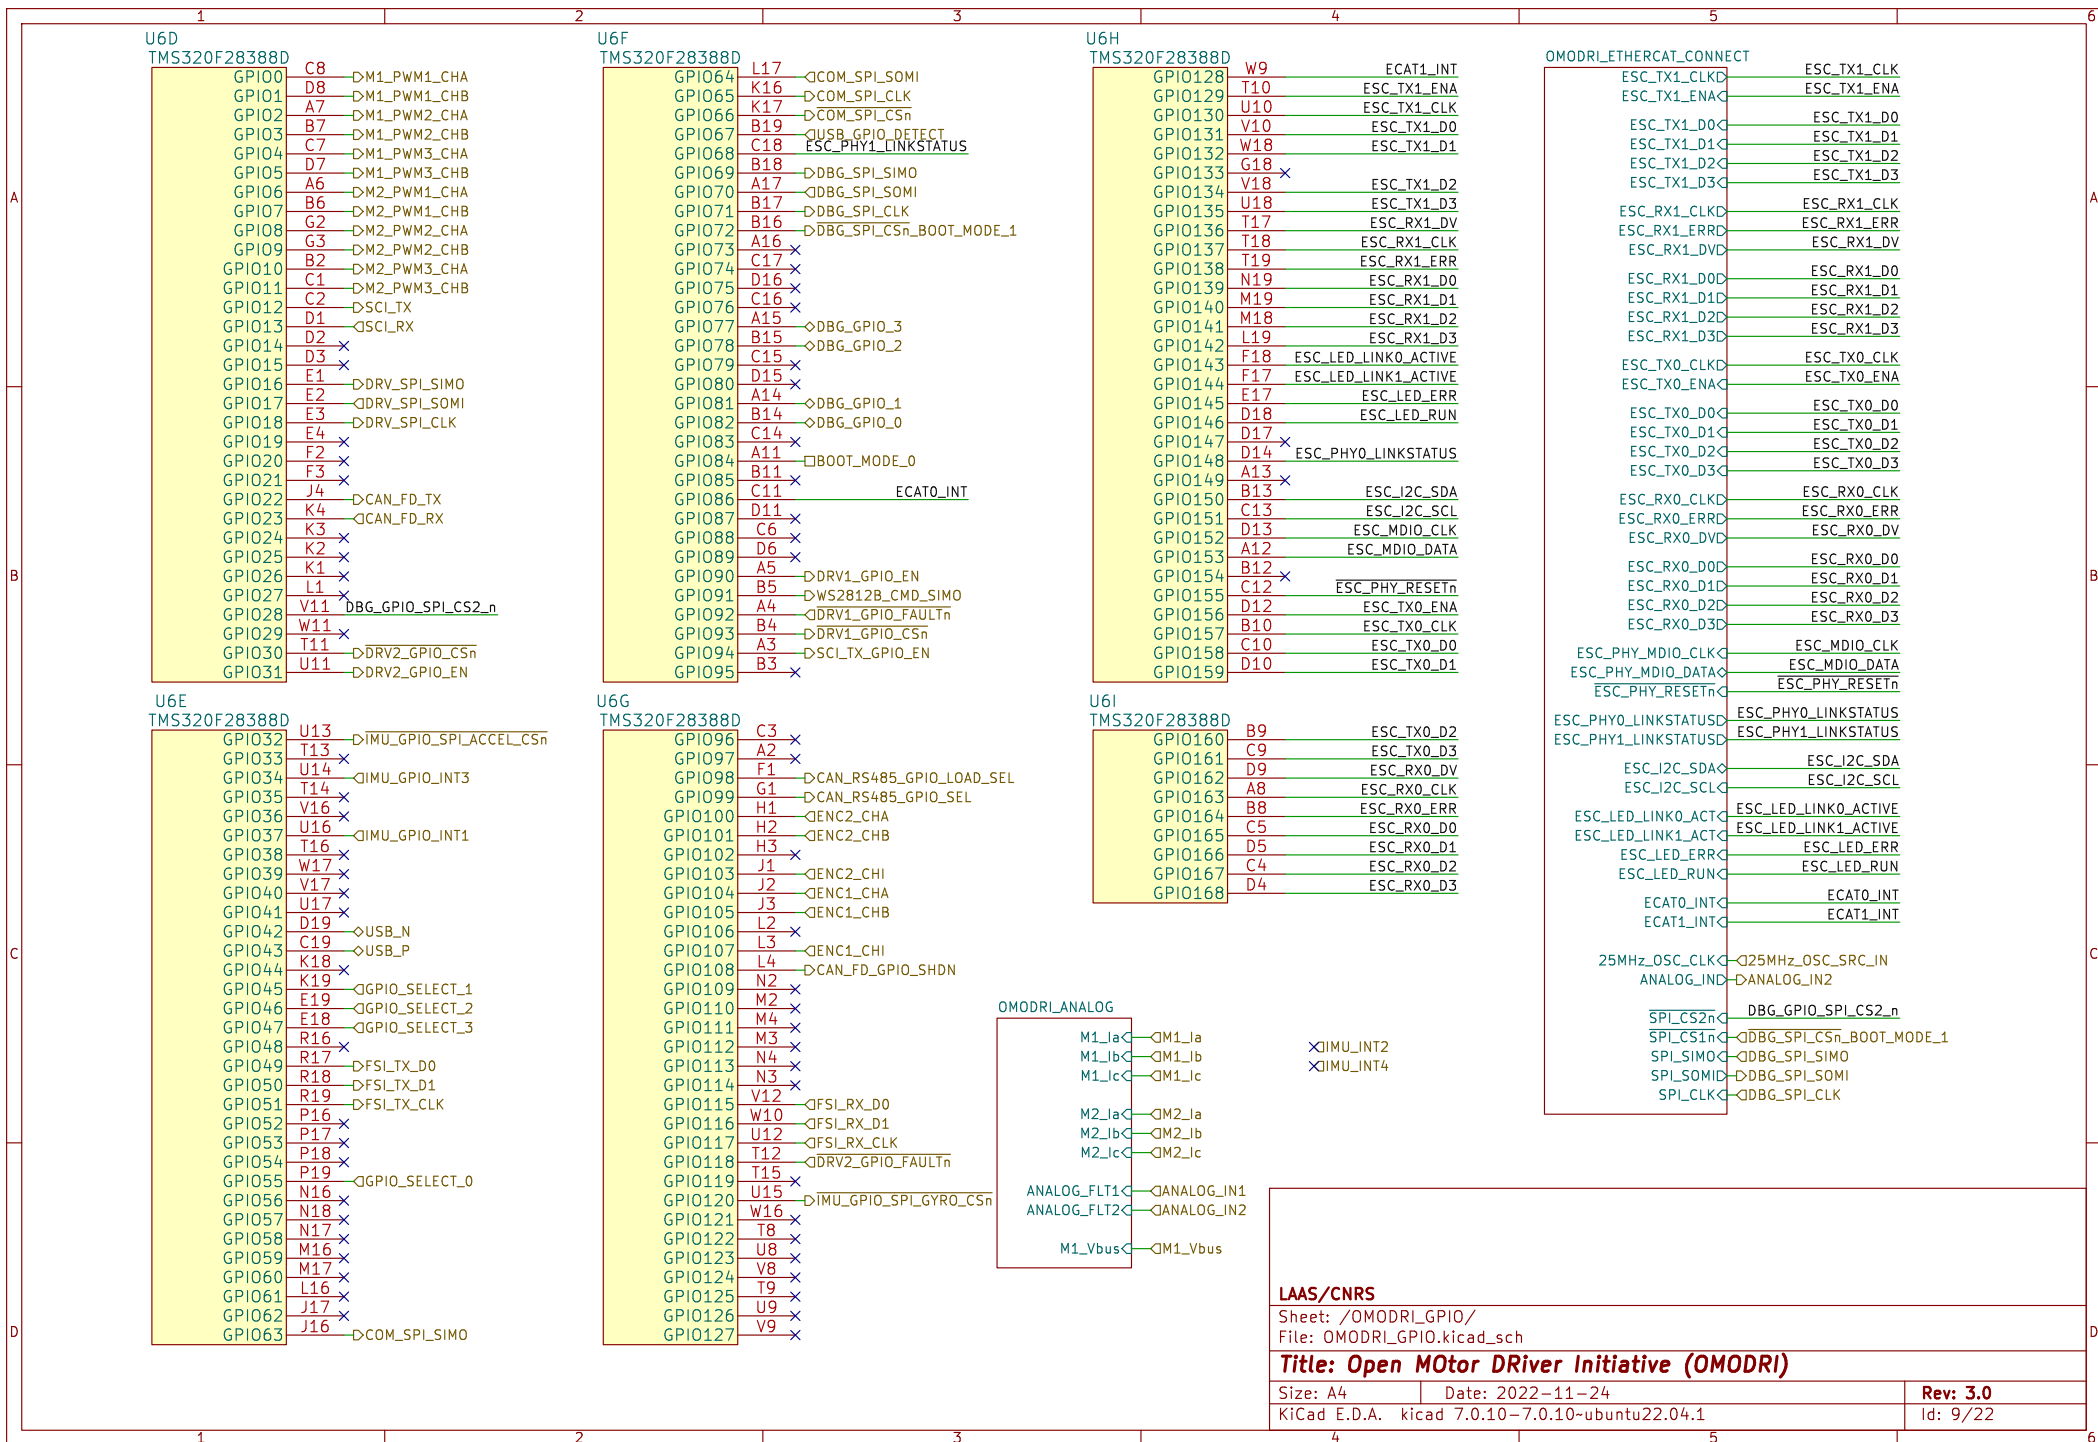 1 2 3 4 5 6
U6D
TMS320F28388D
GPIO0 C8 M1_PWM1_CHA
GPIO1 D8 M1_PWM1_CHB
GPIO2 A7 M1_PWM2_CHA
GPIO3 B7 M1_PWM2_CHB
GPIO4 C7 M1_PWM3_CHA
GPIO5 D7 M1_PWM3_CHB
GPIO6 A6 M2_PWM1_CHA
GPIO7 B6 M2_PWM1_CHB
GPIO8 G2 M2_PWM2_CHA
GPIO9 G3 M2_PWM2_CHB
GPIO10 B2 M2_PWM3_CHA
GPIO11 C1 M2_PWM3_CHB
GPIO12 C2 SCI_TX
GPIO13 D1 SCI_RX
GPIO14 D2
GPIO15 D3
GPIO16 E1 DRV_SPI_SIMO
GPIO17 E2 DRV_SPI_SOMI
GPIO18 E3 DRV_SPI_CLK
GPIO19 E4
GPIO20 F2
GPIO21 F3
GPIO22 J4 CAN_FD_TX
GPIO23 K4 CAN_FD_RX
GPIO24 K3
GPIO25 K2
GPIO26 K1
GPIO27 L1
GPIO28 V11 DBG_GPIO_SPI_CS2_n
GPIO29 W11
GPIO30 T11 DRV2_GPIO_CSn
GPIO31 U11 DRV2_GPIO_EN
U6E
TMS320F28388D
GPIO32 U13 IMU_GPIO_SPI_ACCEL_CSn
GPIO33 T13
GPIO34 U14 IMU_GPIO_INT3
GPIO35 T14
GPIO36 V16
GPIO37 U16 IMU_GPIO_INT1
GPIO38 T16
GPIO39 W17
GPIO40 V17
GPIO41 U17
GPIO42 D19 USB_N
GPIO43 C19 USB_P
GPIO44 K18
GPIO45 K19 GPIO_SELECT_1
GPIO46 E19 GPIO_SELECT_2
GPIO47 E18 GPIO_SELECT_3
GPIO48 R16
GPIO49 R17 FSI_TX_D0
GPIO50 R18 FSI_TX_D1
GPIO51 R19 FSI_TX_CLK
GPIO52 P16
GPIO53 P17
GPIO54 P18
GPIO55 P19 GPIO_SELECT_0
GPIO56 N16
GPIO57 N18
GPIO58 N17
GPIO59 M16
GPIO60 M17
GPIO61 L16
GPIO62 J17
GPIO63 J16 COM_SPI_SIMO
U6F
TMS320F28388D
GPIO64 L17 COM_SPI_SOMI
GPIO65 K16 COM_SPI_CLK
GPIO66 K17 COM_SPI_CSn
GPIO67 B19 USB_GPIO_DETECT
GPIO68 C18 ESC_PHY1_LINKSTATUS
GPIO69 B18 DBG_SPI_SIMO
GPIO70 A17 DBG_SPI_SOMI
GPIO71 B17 DBG_SPI_CLK
GPIO72 B16 DBG_SPI_CSn_BOOT_MODE_1
GPIO73 A16
GPIO74 C17
GPIO75 D16
GPIO76 C16
GPIO77 A15 DBG_GPIO_3
GPIO78 B15 DBG_GPIO_2
GPIO79 C15
GPIO80 D15
GPIO81 A14 DBG_GPIO_1
GPIO82 B14 DBG_GPIO_0
GPIO83 C14
GPIO84 A11 BOOT_MODE_0
GPIO85 B11
GPIO86 C11 ECAT0_INT
GPIO87 D11
GPIO88 C6
GPIO89 D6
GPIO90 A5 DRV1_GPIO_EN
GPIO91 B5 WS2812B_CMD_SIMO
GPIO92 A4 DRV1_GPIO_FAULTn
GPIO93 B4 DRV1_GPIO_CSn
GPIO94 A3 SCI_TX_GPIO_EN
GPIO95 B3
U6G
TMS320F28388D
GPIO96 C3
GPIO97 A2
GPIO98 F1 CAN_RS485_GPIO_LOAD_SEL
GPIO99 G1 CAN_RS485_GPIO_SEL
GPIO100 H1 ENC2_CHA
GPIO101 H2 ENC2_CHB
GPIO102 H3
GPIO103 J1 ENC2_CHI
GPIO104 J2 ENC1_CHA
GPIO105 J3 ENC1_CHB
GPIO106 L2
GPIO107 L3 ENC1_CHI
GPIO108 L4 CAN_FD_GPIO_SHDN
GPIO109 N2
GPIO110 M2
GPIO111 M4
GPIO112 M3
GPIO113 N4
GPIO114 N3
GPIO115 V12 FSI_RX_D0
GPIO116 W10 FSI_RX_D1
GPIO117 U12 FSI_RX_CLK
GPIO118 T12 DRV2_GPIO_FAULTn
GPIO119 T15
GPIO120 U15 IMU_GPIO_SPI_GYRO_CSn
GPIO121 W16
GPIO122 T8
GPIO123 U8
GPIO124 V8
GPIO125 T9
GPIO126 U9
GPIO127 V9
U6H
TMS320F28388D
GPIO128 W9 ECAT1_INT
GPIO129 T10 ESC_TX1_ENA
GPIO130 U10 ESC_TX1_CLK
GPIO131 V10 ESC_TX1_D0
GPIO132 W18 ESC_TX1_D1
GPIO133 G18
GPIO134 V18 ESC_TX1_D2
GPIO135 U18 ESC_TX1_D3
GPIO136 T17 ESC_RX1_DV
GPIO137 T18 ESC_RX1_CLK
GPIO138 T19 ESC_RX1_ERR
GPIO139 N19 ESC_RX1_D0
GPIO140 M19 ESC_RX1_D1
GPIO141 M18 ESC_RX1_D2
GPIO142 L19 ESC_RX1_D3
GPIO143 F18 ESC_LED_LINK0_ACTIVE
GPIO144 F17 ESC_LED_LINK1_ACTIVE
GPIO145 E17 ESC_LED_ERR
GPIO146 D18 ESC_LED_RUN
GPIO147 D17
GPIO148 D14 ESC_PHY0_LINKSTATUS
GPIO149 A13
GPIO150 B13 ESC_I2C_SDA
GPIO151 C13 ESC_I2C_SCL
GPIO152 D13 ESC_MDIO_CLK
GPIO153 A12 ESC_MDIO_DATA
GPIO154 B12
GPIO155 C12 ESC_PHY_RESETn
GPIO156 D12 ESC_TX0_ENA
GPIO157 B10 ESC_TX0_CLK
GPIO158 C10 ESC_TX0_D0
GPIO159 D10 ESC_TX0_D1
U6I
TMS320F28388D
GPIO160 B9 ESC_TX0_D2
GPIO161 C9 ESC_TX0_D3
GPIO162 D9 ESC_RX0_DV
GPIO163 A8 ESC_RX0_CLK
GPIO164 B8 ESC_RX0_ERR
GPIO165 C5 ESC_RX0_D0
GPIO166 D5 ESC_RX0_D1
GPIO167 C4 ESC_RX0_D2
GPIO168 D4 ESC_RX0_D3
OMODRI_ANALOG
M1_Ia M1_Ia
M1_Ib M1_Ib
M1_Ic M1_Ic
M2_Ia M2_Ia
M2_Ib M2_Ib
M2_Ic M2_Ic
ANALOG_FLT1 ANALOG_IN1
ANALOG_FLT2 ANALOG_IN2
M1_Vbus M1_Vbus
IMU_INT2
IMU_INT4
OMODRI_ETHERCAT_CONNECT
ESC_TX1_CLK ESC_TX1_CLK
ESC_TX1_ENA ESC_TX1_ENA
ESC_TX1_D0 ESC_TX1_D0
ESC_TX1_D1 ESC_TX1_D1
ESC_TX1_D2 ESC_TX1_D2
ESC_TX1_D3 ESC_TX1_D3
ESC_RX1_CLK ESC_RX1_CLK
ESC_RX1_ERR ESC_RX1_ERR
ESC_RX1_DV ESC_RX1_DV
ESC_RX1_D0 ESC_RX1_D0
ESC_RX1_D1 ESC_RX1_D1
ESC_RX1_D2 ESC_RX1_D2
ESC_RX1_D3 ESC_RX1_D3
ESC_TX0_CLK ESC_TX0_CLK
ESC_TX0_ENA ESC_TX0_ENA
ESC_TX0_D0 ESC_TX0_D0
ESC_TX0_D1 ESC_TX0_D1
ESC_TX0_D2 ESC_TX0_D2
ESC_TX0_D3 ESC_TX0_D3
ESC_RX0_CLK ESC_RX0_CLK
ESC_RX0_ERR ESC_RX0_ERR
ESC_RX0_DV ESC_RX0_DV
ESC_RX0_D0 ESC_RX0_D0
ESC_RX0_D1 ESC_RX0_D1
ESC_RX0_D2 ESC_RX0_D2
ESC_RX0_D3 ESC_RX0_D3
ESC_PHY_MDIO_CLK ESC_MDIO_CLK
ESC_PHY_MDIO_DATA ESC_MDIO_DATA
ESC_PHY_RESETn ESC_PHY_RESETn
ESC_PHY0_LINKSTATUS ESC_PHY0_LINKSTATUS
ESC_PHY1_LINKSTATUS ESC_PHY1_LINKSTATUS
ESC_I2C_SDA ESC_I2C_SDA
ESC_I2C_SCL ESC_I2C_SCL
ESC_LED_LINK0_ACT ESC_LED_LINK0_ACTIVE
ESC_LED_LINK1_ACT ESC_LED_LINK1_ACTIVE
ESC_LED_ERR ESC_LED_ERR
ESC_LED_RUN ESC_LED_RUN
ECAT0_INT ECAT0_INT
ECAT1_INT ECAT1_INT
25MHz_OSC_CLK 25MHz_OSC_SRC_IN
ANALOG_IN ANALOG_IN2
SPI_CS2n DBG_GPIO_SPI_CS2_n
SPI_CS1n DBG_SPI_CSn_BOOT_MODE_1
SPI_SIMO DBG_SPI_SIMO
SPI_SOMI DBG_SPI_SOMI
SPI_CLK DBG_SPI_CLK
A A
B B
C C
D D
LAAS/CNRS
Sheet: /OMODRI_GPIO/
File: OMODRI_GPIO.kicad_sch
Title: Open MOtor DRiver Initiative (OMODRI)
Size: A4 Date: 2022-11-24 Rev: 3.0
KiCad E.D.A. kicad 7.0.10-7.0.10~ubuntu22.04.1 Id: 9/22
1 2 3 4 5 6